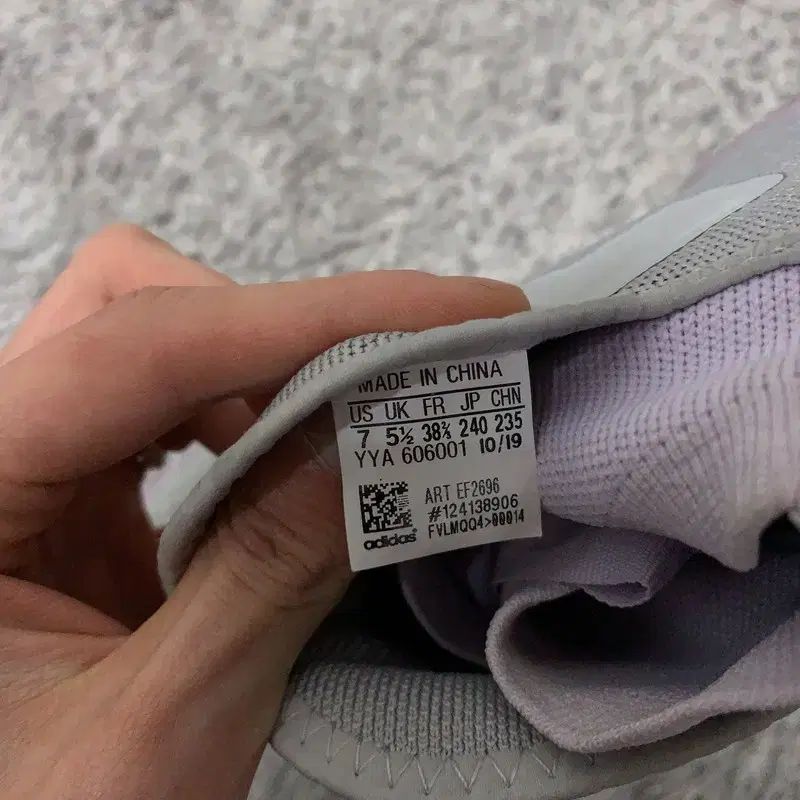 MADE IN CHINA
US UK FR JP CHN
7 5½ 38⅔ 240 235
YYA 606001 10/19
ART EF2696
#124138906
FVLMQQ4>00014
adidas